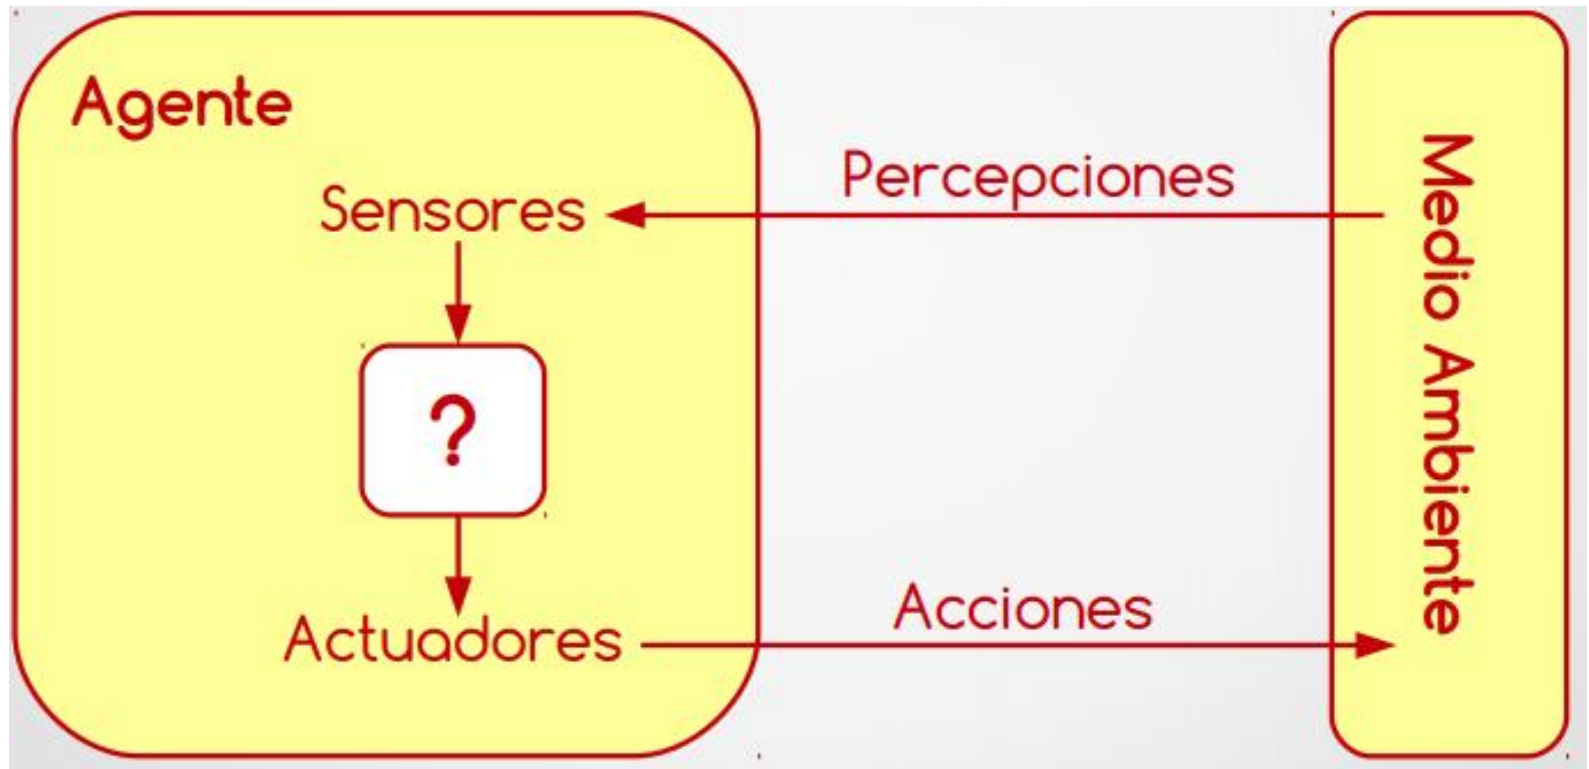 Agente
Percepciones
Sensores
?
Acciones
Actuadores
Medio Ambiente